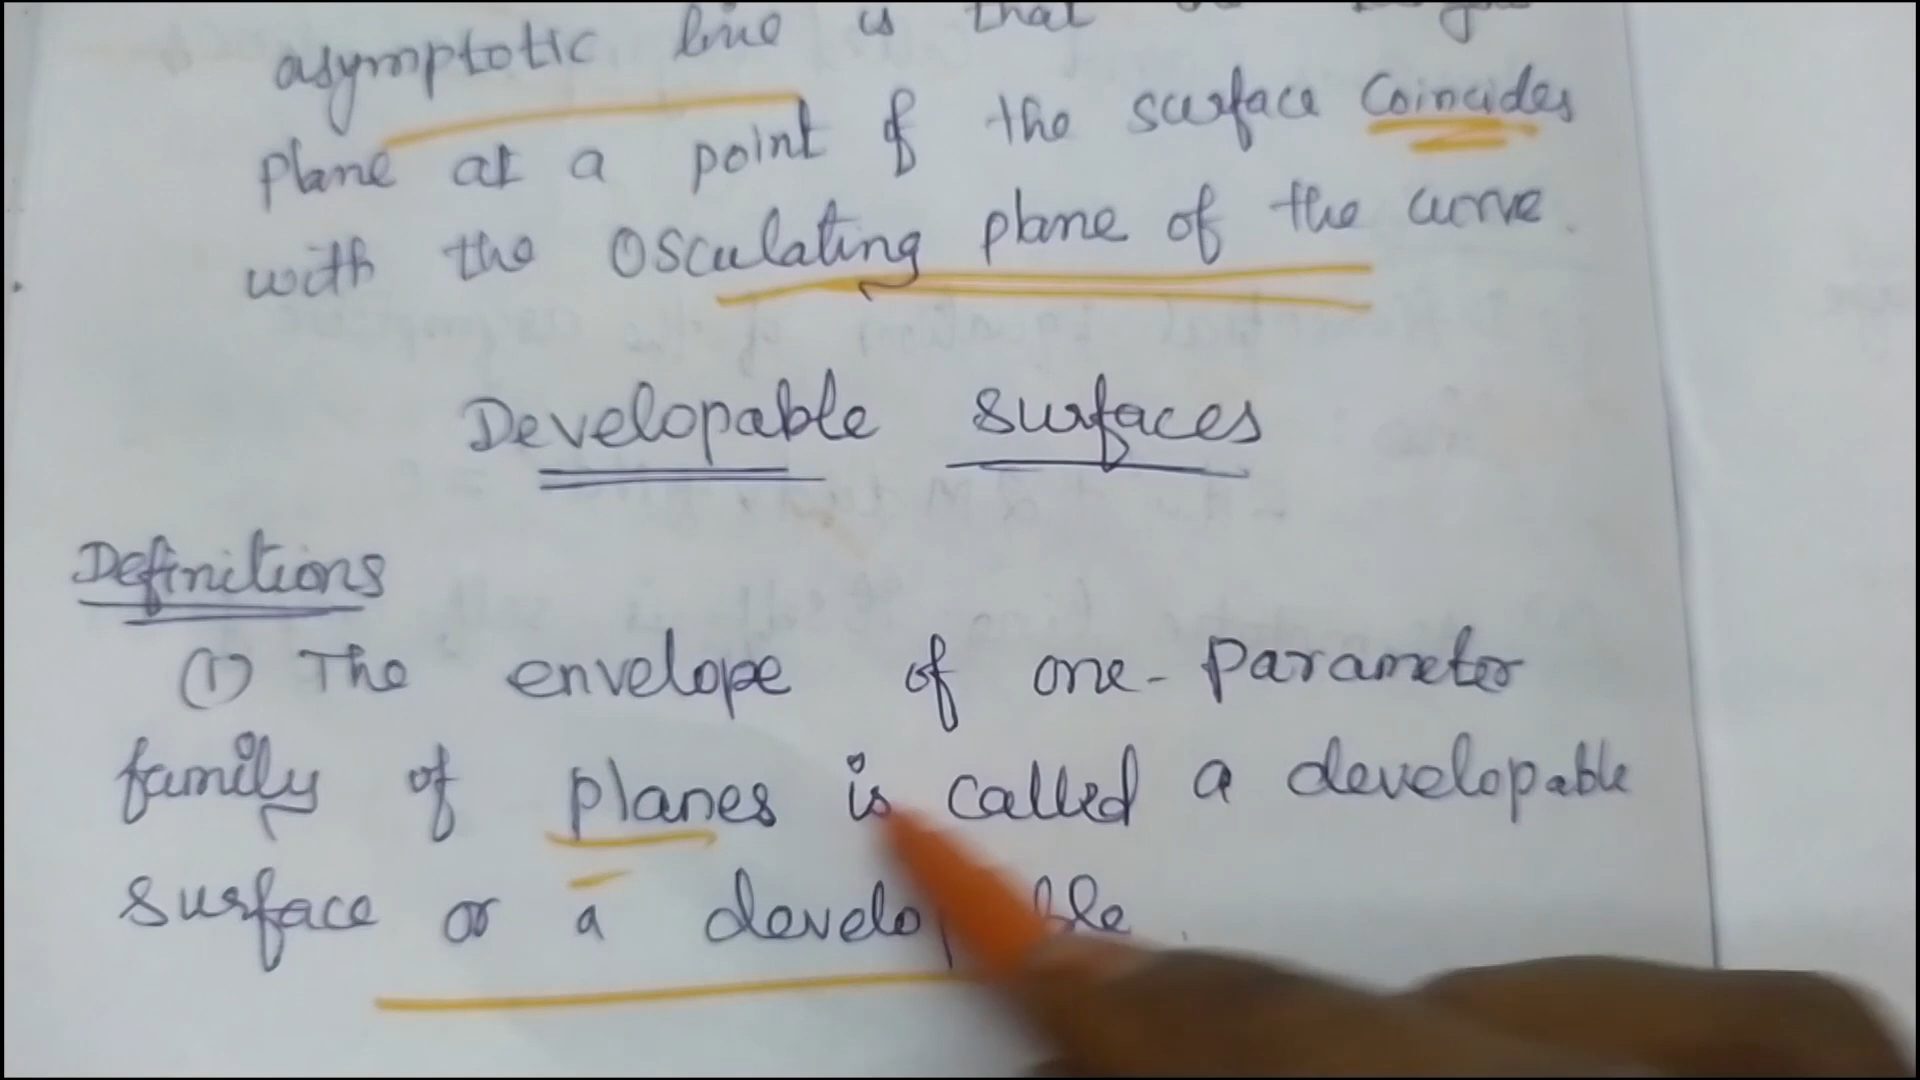 asymptotic line is that
plane at a point of the surface Coincides
with the Osculating plane of the curve.
Developable surfaces
Definitions
(1) The envelope of one-parameter
family of planes is called a developable
surface or a developable.